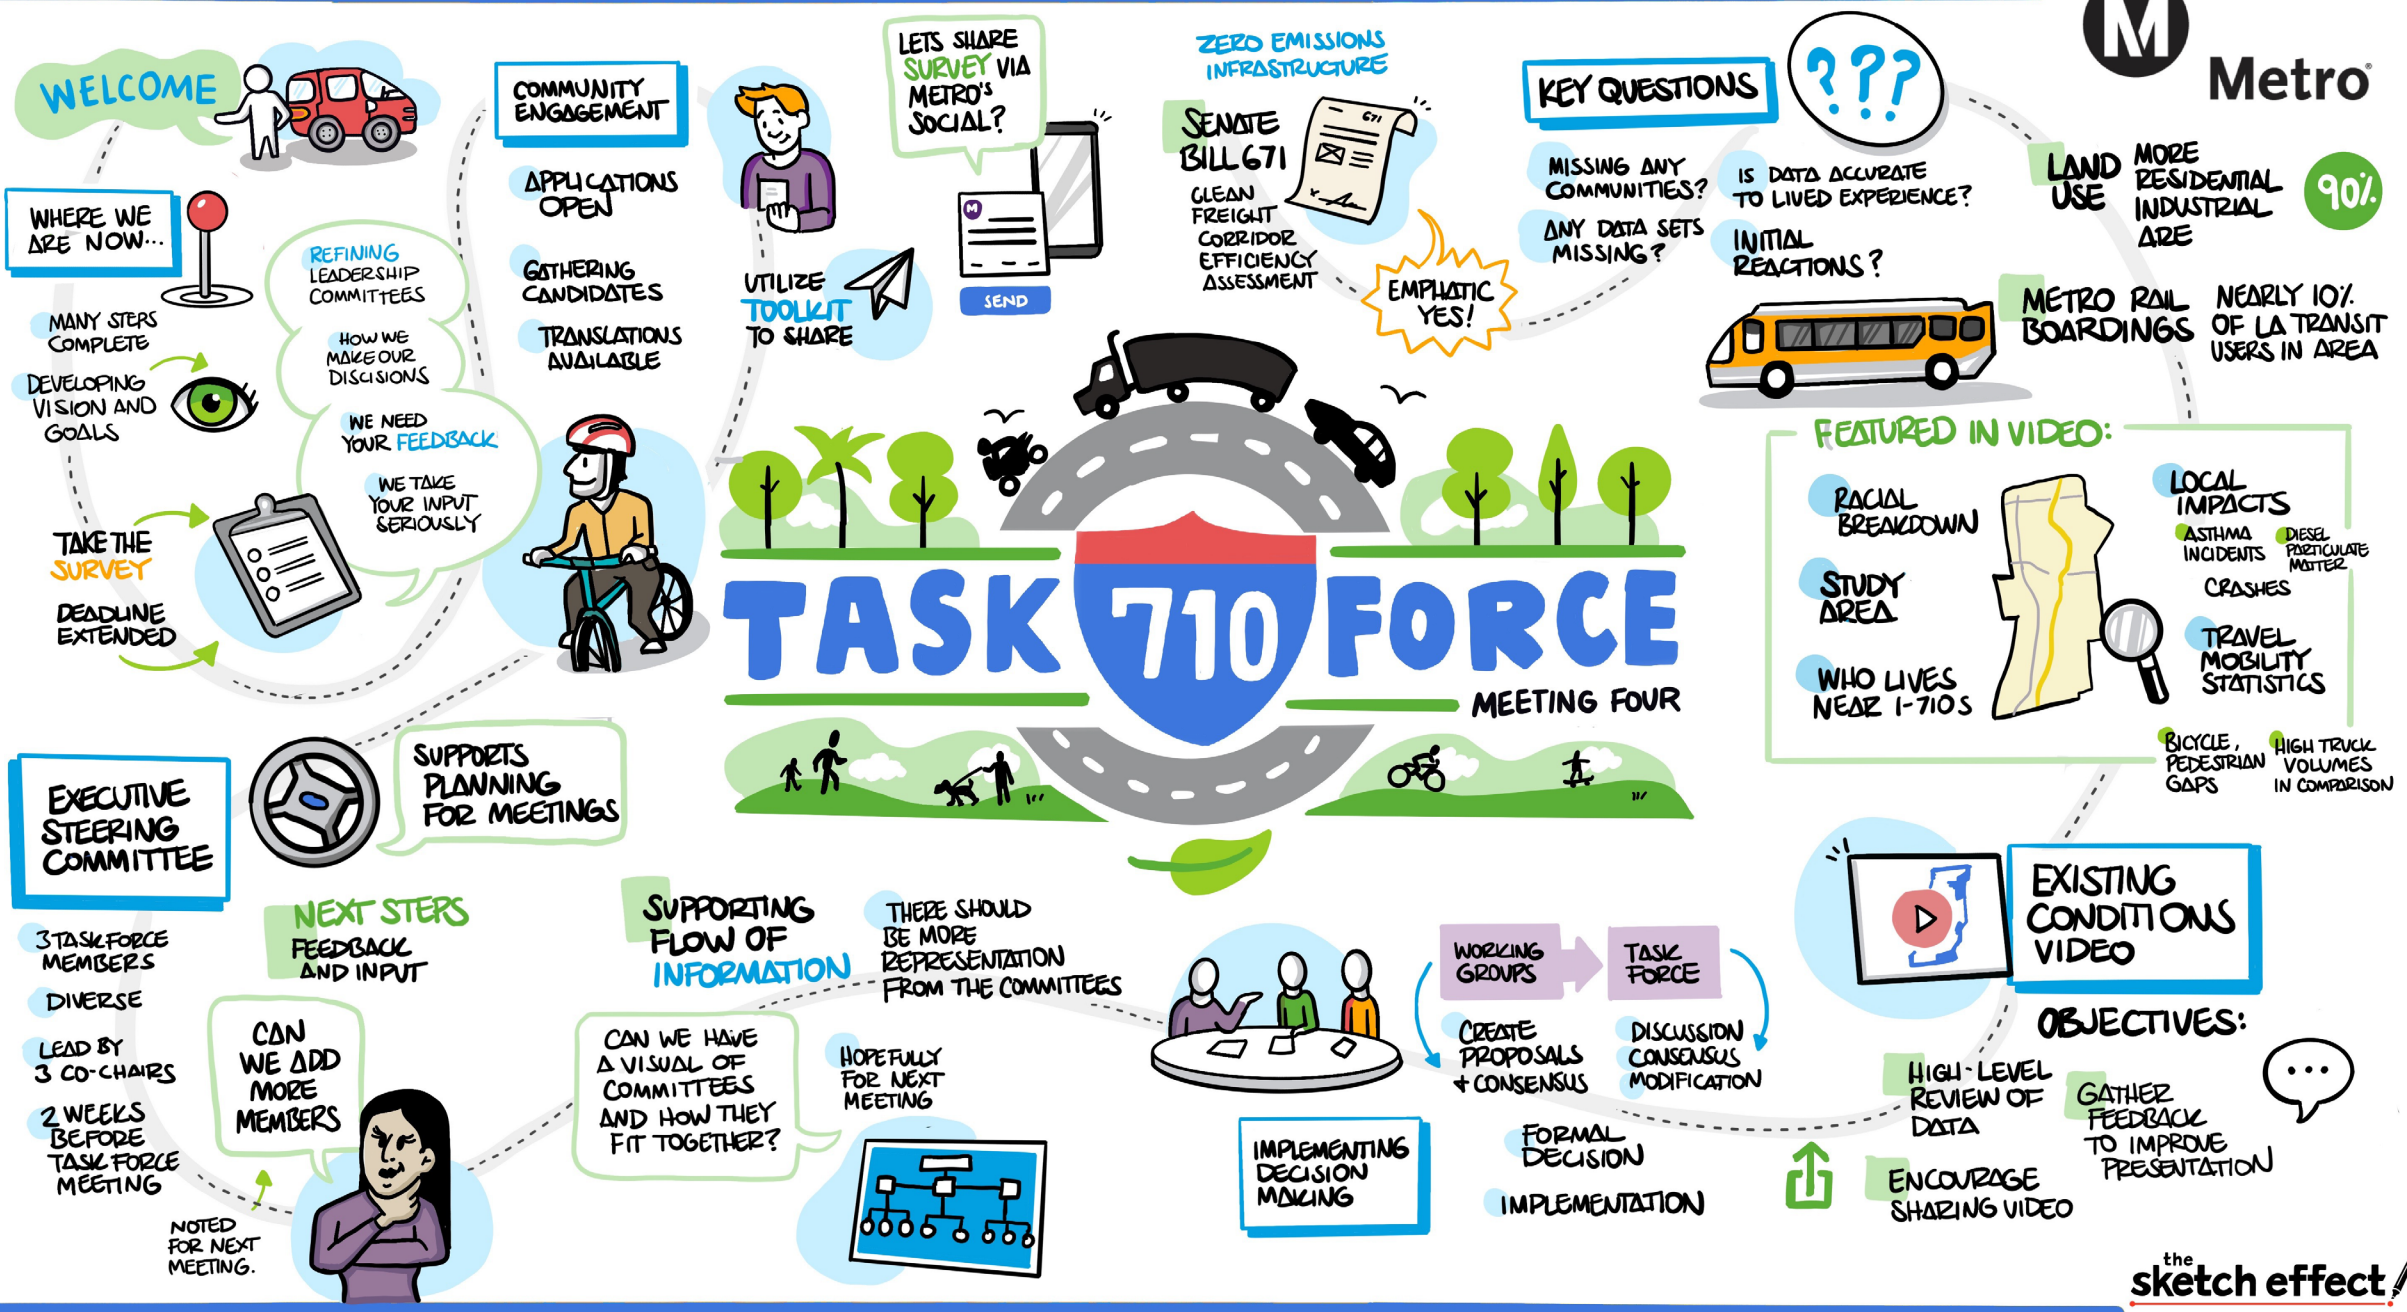 WELCOME
WHERE WE
ARE NOW...
MANY STEPS
COMPLETE
DEVELOPING
VISION AND
GOALS
TAKE THE
SURVEY
DEADLINE
EXTENDED
REFINING
LEADERSHIP
COMMITTEES
HOW WE
MAKE OUR
DISCISIONS
WE NEED
YOUR FEEDBACK
WE TAKE
YOUR INPUT
SERIOUSLY
COMMUNITY
ENGAGEMENT
APPLICATIONS
OPEN
GATHERING
CANDIDATES
TRANSLATIONS
AVAILABLE
UTILIZE
TOOLKIT
TO SHARE
LETS SHARE
SURVEY VIA
METRO'S
SOCIAL?
M
SEND
ZERO EMISSIONS
INFRASTRUCTURE
SENATE
BILL 671
CLEAN
FREIGHT
CORRIDOR
EFFICIENCY
ASSESSMENT
671
EMPHATIC
YES!
KEY QUESTIONS
???
MISSING ANY
COMMUNITIES?
ANY DATA SETS
MISSING?
IS DATA ACCURATE
TO LIVED EXPERIENCE?
INITIAL
REACTIONS?
M
Metro
LAND
USE
MORE
RESIDENTIAL
INDUSTRIAL
ARE
90%
METRO RAIL
BOARDINGS
NEARLY 10%
OF LA TRANSIT
USERS IN AREA
FEATURED IN VIDEO:
RACIAL
BREAKDOWN
STUDY
AREA
WHO LIVES
NEAR I-710S
LOCAL
IMPACTS
ASTHMA
INCIDENTS
DIESEL
PARTICULATE
MATTER
CRASHES
TRAVEL
MOBILITY
STATISTICS
BICYCLE,
PEDESTRIAN
GAPS
HIGH TRUCK
VOLUMES
IN COMPARISON
TASK 710 FORCE
MEETING FOUR
EXECUTIVE
STEERING
COMMITTEE
SUPPORTS
PLANNING
FOR MEETINGS
3 TASK FORCE
MEMBERS
DIVERSE
LEAD BY
3 CO-CHAIRS
2 WEEKS
BEFORE
TASK FORCE
MEETING
NEXT STEPS
FEEDBACK
AND INPUT
CAN
WE ADD
MORE
MEMBERS
NOTED
FOR NEXT
MEETING.
SUPPORTING
FLOW OF
INFORMATION
THERE SHOULD
BE MORE
REPRESENTATION
FROM THE COMMITTEES
CAN WE HAVE
A VISUAL OF
COMMITTEES
AND HOW THEY
FIT TOGETHER?
HOPEFULLY
FOR NEXT
MEETING
IMPLEMENTING
DECISION
MAKING
WORKING
GROUPS
TASK
FORCE
CREATE
PROPOSALS
+ CONSENSUS
DISCUSSION
CONSENSUS
MODIFICATION
FORMAL
DECISION
IMPLEMENTATION
EXISTING
CONDITIONS
VIDEO
OBJECTIVES:
HIGH-LEVEL
REVIEW OF
DATA
GATHER
FEEDBACK
TO IMPROVE
PRESENTATION
ENCOURAGE
SHARING VIDEO
the
sketch effect